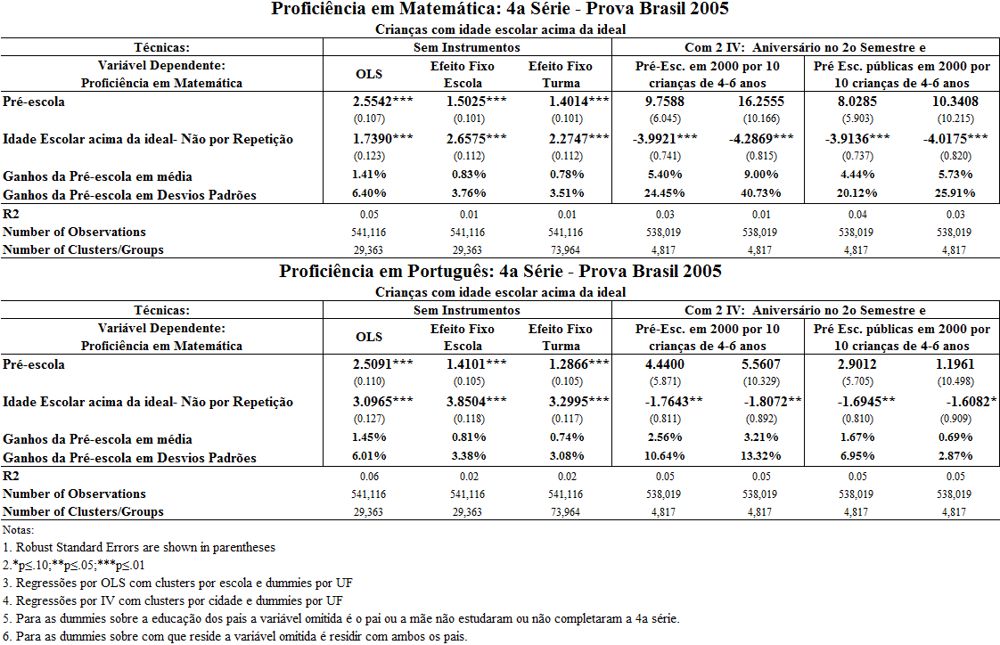 Proficiência em Matemática: 4a Série - Prova Brasil 2005
Crianças com idade escolar acima da ideal
Técnicas: Sem Instrumentos Com 2 IV: Aniversário no 2o Semestre e
Variável Dependente: Proficiência em Matemática OLS Efeito Fixo Escola Efeito Fixo Turma Pré-Esc. em 2000 por 10 crianças de 4-6 anos Pré Esc. públicas em 2000 por 10 crianças de 4-6 anos
Pré-escola 2.5542*** 1.5025*** 1.4014*** 9.7588 16.2555 8.0285 10.3408
(0.107) (0.101) (0.101) (6.045) (10.166) (5.903) (10.215)
Idade Escolar acima da ideal- Não por Repetição 1.7390*** 2.6575*** 2.2747*** -3.9921*** -4.2869*** -3.9136*** -4.0175***
(0.123) (0.112) (0.112) (0.741) (0.815) (0.737) (0.820)
Ganhos da Pré-escola em média 1.41% 0.83% 0.78% 5.40% 9.00% 4.44% 5.73%
Ganhos da Pré-escola em Desvios Padrões 6.40% 3.76% 3.51% 24.45% 40.73% 20.12% 25.91%
R2 0.05 0.01 0.01 0.03 0.01 0.04 0.03
Number of Observations 541,116 541,116 541,116 538,019 538,019 538,019 538,019
Number of Clusters/Groups 29,363 29,363 73,964 4,817 4,817 4,817 4,817
Proficiência em Português: 4a Série - Prova Brasil 2005
Crianças com idade escolar acima da ideal
Técnicas: Sem Instrumentos Com 2 IV: Aniversário no 2o Semestre e
Variável Dependente: Proficiência em Matemática OLS Efeito Fixo Escola Efeito Fixo Turma Pré-Esc. em 2000 por 10 crianças de 4-6 anos Pré Esc. públicas em 2000 por 10 crianças de 4-6 anos
Pré-escola 2.5091*** 1.4101*** 1.2866*** 4.4400 5.5607 2.9012 1.1961
(0.110) (0.105) (0.105) (5.871) (10.329) (5.705) (10.498)
Idade Escolar acima da ideal- Não por Repetição 3.0965*** 3.8504*** 3.2995*** -1.7643** -1.8072** -1.6945** -1.6082*
(0.127) (0.118) (0.117) (0.811) (0.892) (0.810) (0.909)
Ganhos da Pré-escola em média 1.45% 0.81% 0.74% 2.56% 3.21% 1.67% 0.69%
Ganhos da Pré-escola em Desvios Padrões 6.01% 3.38% 3.08% 10.64% 13.32% 6.95% 2.87%
R2 0.06 0.02 0.02 0.05 0.05 0.05 0.05
Number of Observations 541,116 541,116 541,116 538,019 538,019 538,019 538,019
Number of Clusters/Groups 29,363 29,363 73,964 4,817 4,817 4,817 4,817
Notas:
1. Robust Standard Errors are shown in parentheses
2.*p≤.10;**p≤.05;***p≤.01
3. Regressões por OLS com clusters por escola e dummies por UF
4. Regressões por IV com clusters por cidade e dummies por UF
5. Para as dummies sobre a educação dos pais a variável omitida é o pai ou a mãe não estudaram ou não completaram a 4a série.
6. Para as dummies sobre com que reside a variável omitida é residir com ambos os pais.